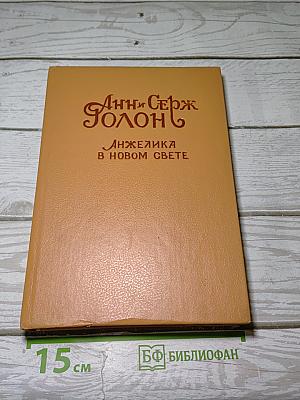 Анн и Серж
Голон
Анжелика
в новом свете
15 см
БФ БИБЛИОФАН